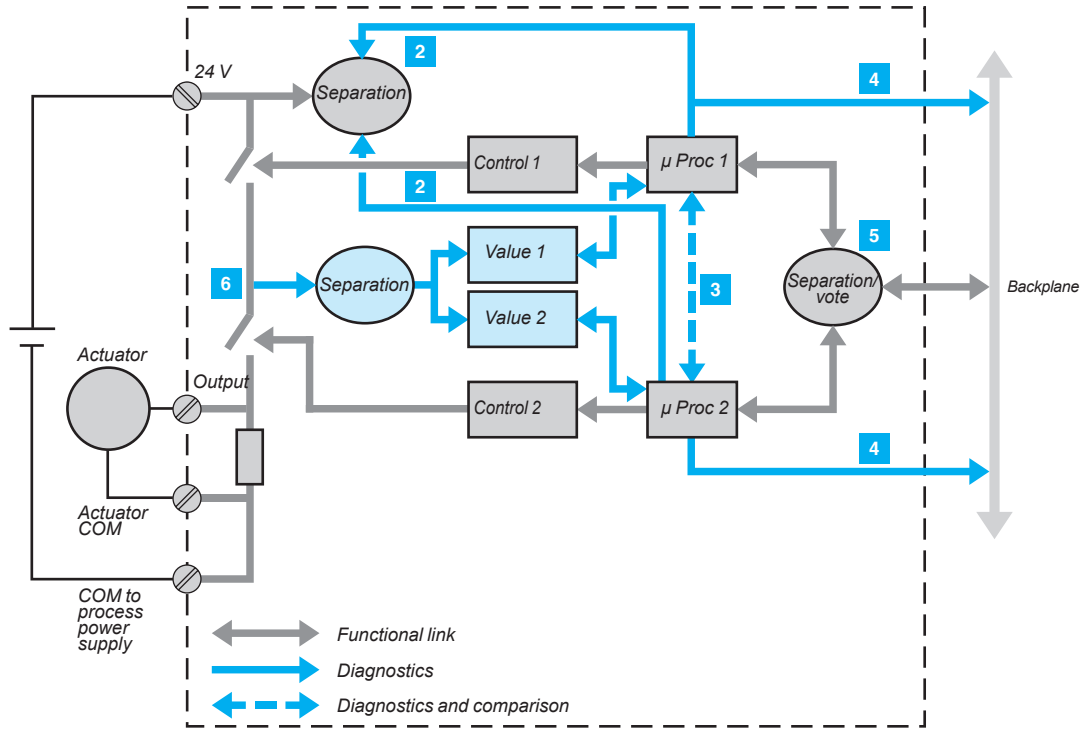 2
4
24 V
Separation
Control 1
µ Proc 1
2
5
Value 1
6
Separation
3
Separation/
vote
Backplane
Value 2
Actuator
Output
Control 2
µ Proc 2
4
Actuator
COM
COM to
process
power
supply
Functional link
Diagnostics
Diagnostics and comparison